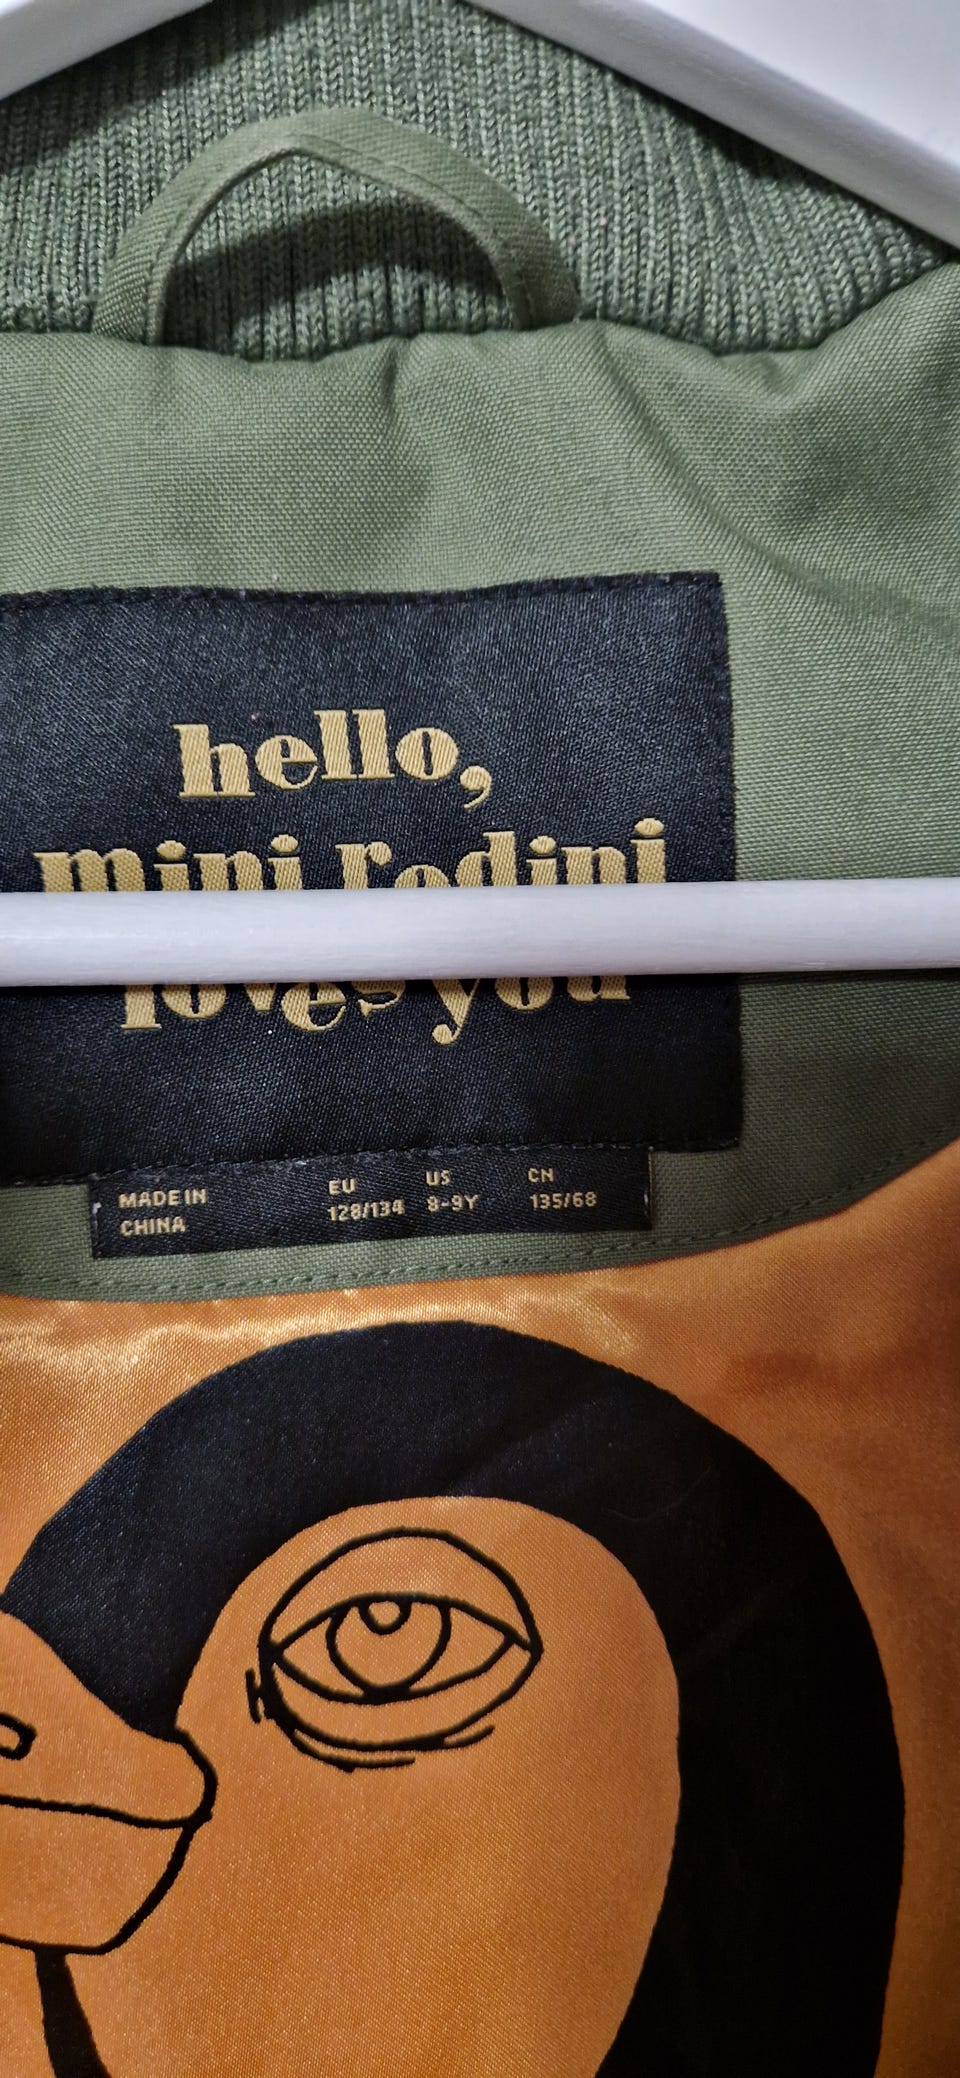 hello,
mini rodini
loves you
MADE IN
CHINA
EU
128/134
US
8-9Y
CN
135/68